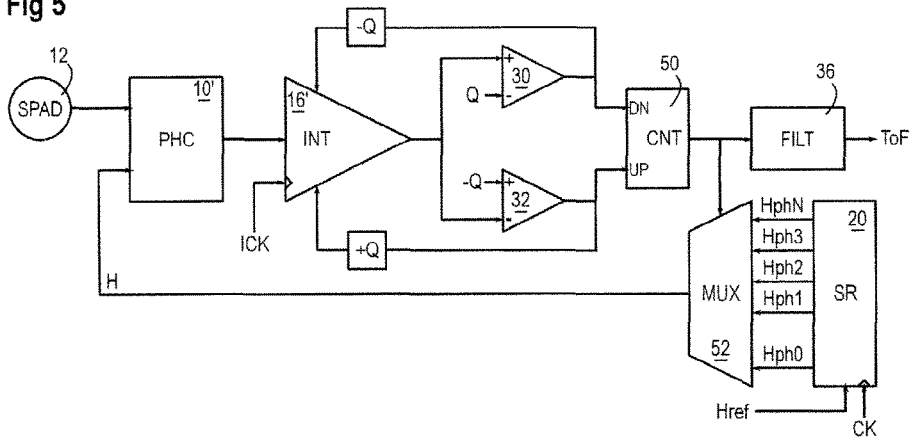 Fig 5
12
SPAD
10'
PHC
-Q
16'
INT
ICK
+Q
+
30
Q
-
-Q
+
32
-
50
DN
CNT
UP
36
FILT
ToF
H
MUX
52
HphN
Hph3
Hph2
Hph1
Hph0
20
SR
Href
CK